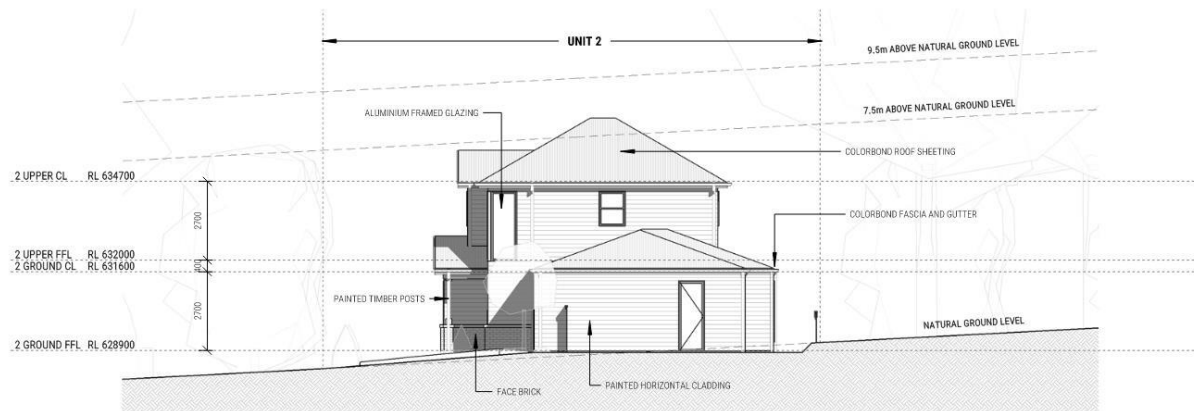 UNIT 2
9.5m ABOVE NATURAL GROUND LEVEL
7.5m ABOVE NATURAL GROUND LEVEL
ALUMINIUM FRAMED GLAZING
COLORBOND ROOF SHEETING
2 UPPER CL RL 634700
2700
COLORBOND FASCIA AND GUTTER
2 UPPER FFL RL 632000
400
2 GROUND CL RL 631600
PAINTED TIMBER POSTS
2700
NATURAL GROUND LEVEL
2 GROUND FFL RL 628900
FACE BRICK
PAINTED HORIZONTAL CLADDING